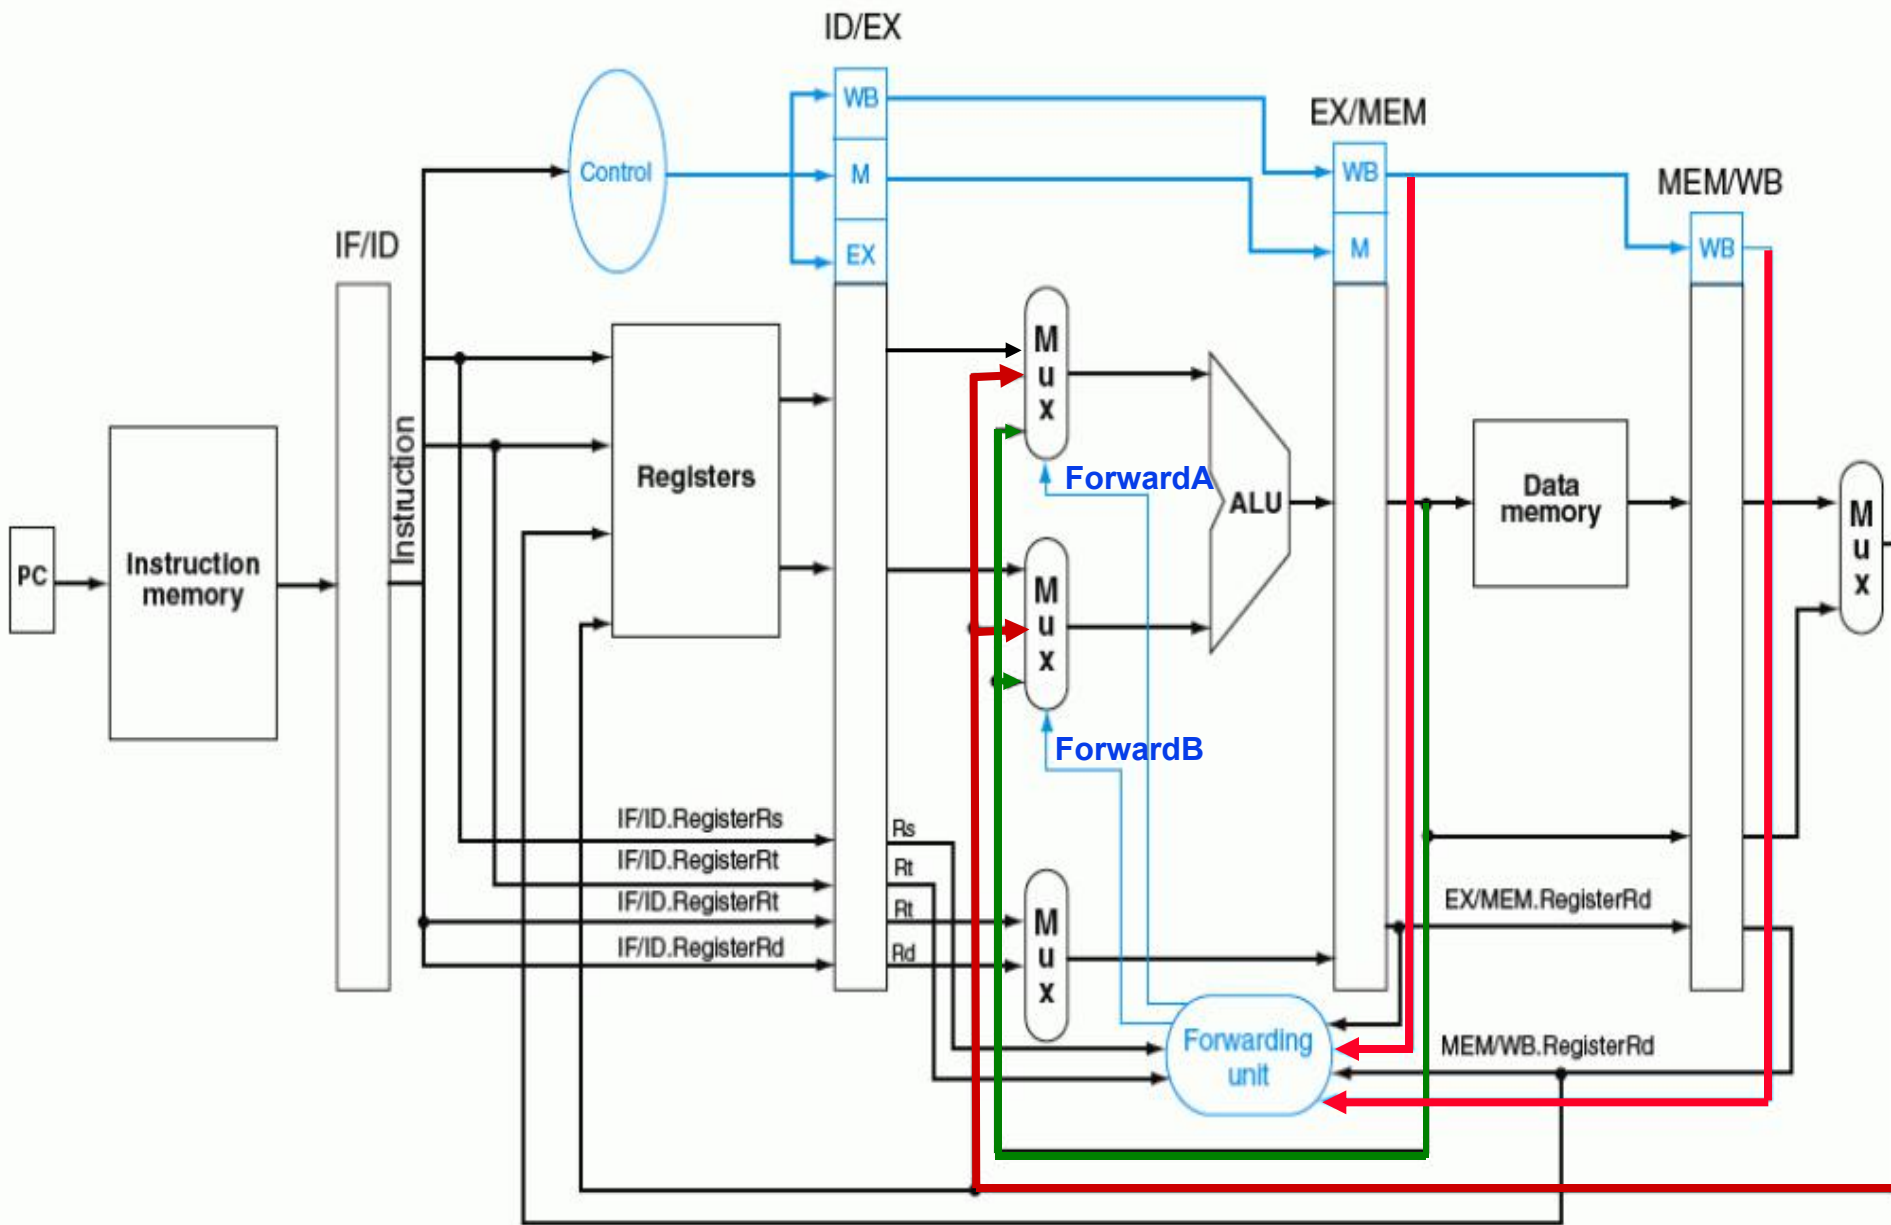 ID/EX
WB
EX/MEM
Control
M
WB
MEM/WB
IF/ID
EX
M
WB
M
u
x
Instruction
Registers
ForwardA
ALU
Data
memory
M
u
x
PC
Instruction
memory
M
u
x
ForwardB
IF/ID.RegisterRs
Rs
IF/ID.RegisterRt
Rt
IF/ID.RegisterRt
Rt
EX/MEM.RegisterRd
IF/ID.RegisterRd
Rd
M
u
x
Forwarding
unit
MEM/WB.RegisterRd